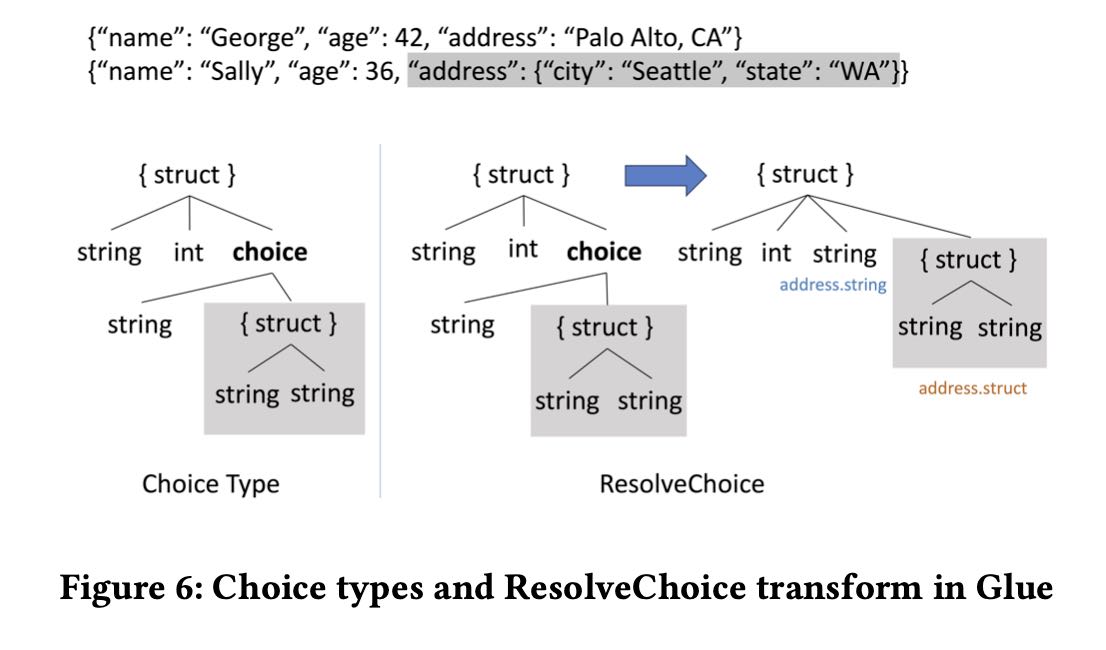 {“name”: “George”, “age”: 42, “address”: “Palo Alto, CA”}
{“name”: “Sally”, “age”: 36, “address”: {“city”: “Seattle”, “state”: “WA”}}
{ struct }
string int choice
string { struct }
string string
Choice Type
{ struct }
string int choice
string { struct }
string string
{ struct }
string int string { struct }
address.string
string string
address.struct
ResolveChoice
Figure 6: Choice types and ResolveChoice transform in Glue